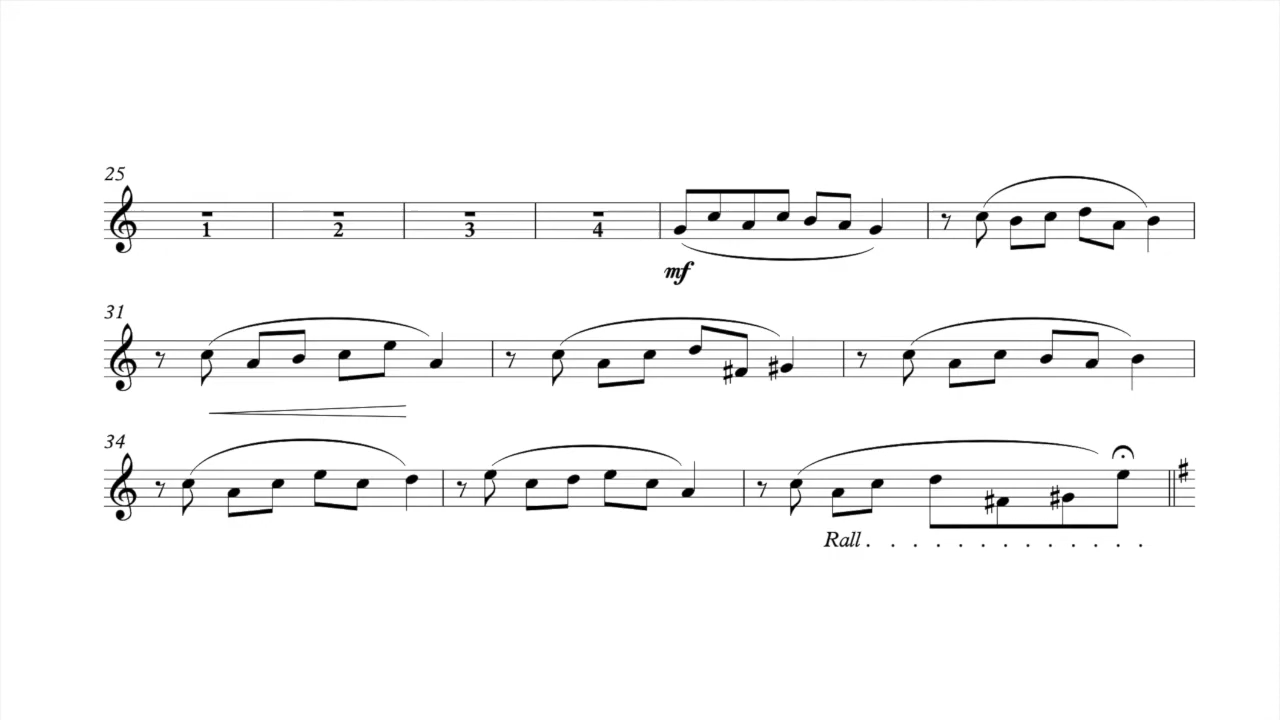 25
1 2 3 4
mf
31
34
Rall . . . . . . . . . . . . .